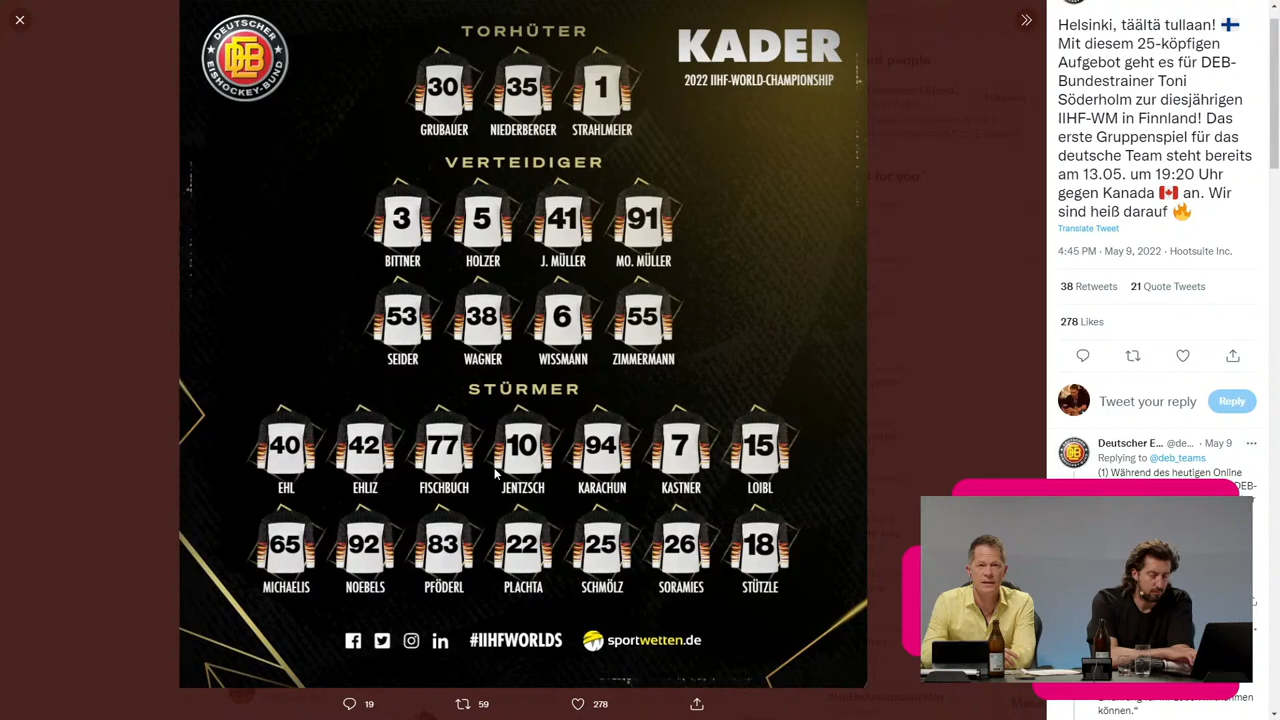 DEUTSCHER
DEB
EISHOCKEY-BUND
TORHÜTER
KADER
2022 IIHF-WORLD-CHAMPIONSHIP
30 35 1
GRUBAUER NIEDERBERGER STRAHLMEIER
VERTEIDIGER
3 5 41 91
BITTNER HOLZER J. MÜLLER MO. MÜLLER
53 38 6 55
SEIDER WAGNER WISSMANN ZIMMERMANN
STÜRMER
40 42 77 10 94 7 15
EHL EHLIZ FISCHBUCH JENTZSCH KARACHUN KASTNER LOIBL
65 92 83 22 25 26 18
MICHAELIS NOEBELS PFÖDERL PLACHTA SCHMÖLZ SORAMIES STÜTZLE
#IIHFWORLDS sportwetten.de
19 59 278
Helsinki, täältä tullaan! 🇫🇮
Mit diesem 25-köpfigen
Aufgebot geht es für DEB-
Bundestrainer Toni
Söderholm zur diesjährigen
IIHF-WM in Finnland! Das
erste Gruppenspiel für das
deutsche Team steht bereits
am 13.05. um 19:20 Uhr
gegen Kanada 🇨🇦 an. Wir
sind heiß darauf 🔥
Translate Tweet
4:45 PM · May 9, 2022 · Hootsuite Inc.
38 Retweets 21 Quote Tweets
278 Likes
Tweet your reply Reply
Deutscher E... @de... · May 9
Replying to @deb_teams
(1) Während des heutigen Online
können."